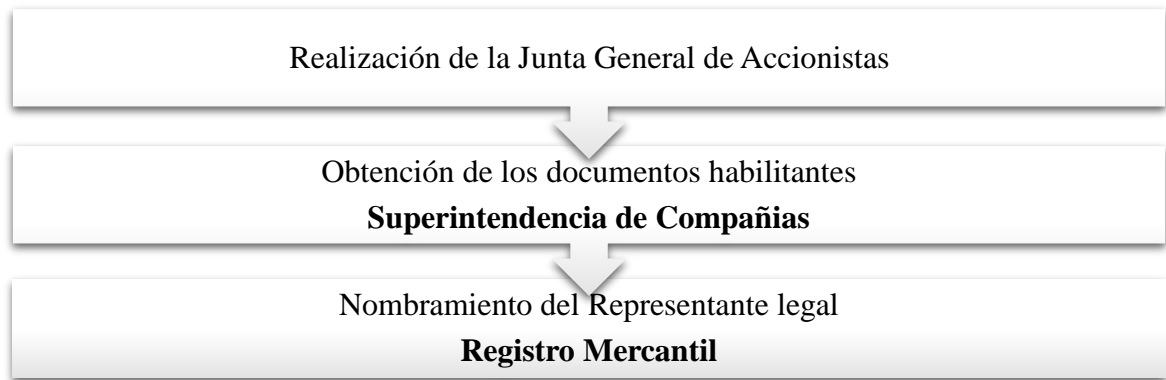 Realización de la Junta General de Accionistas
Obtención de los documentos habilitantes
Superintendencia de Compañias
Nombramiento del Representante legal
Registro Mercantil